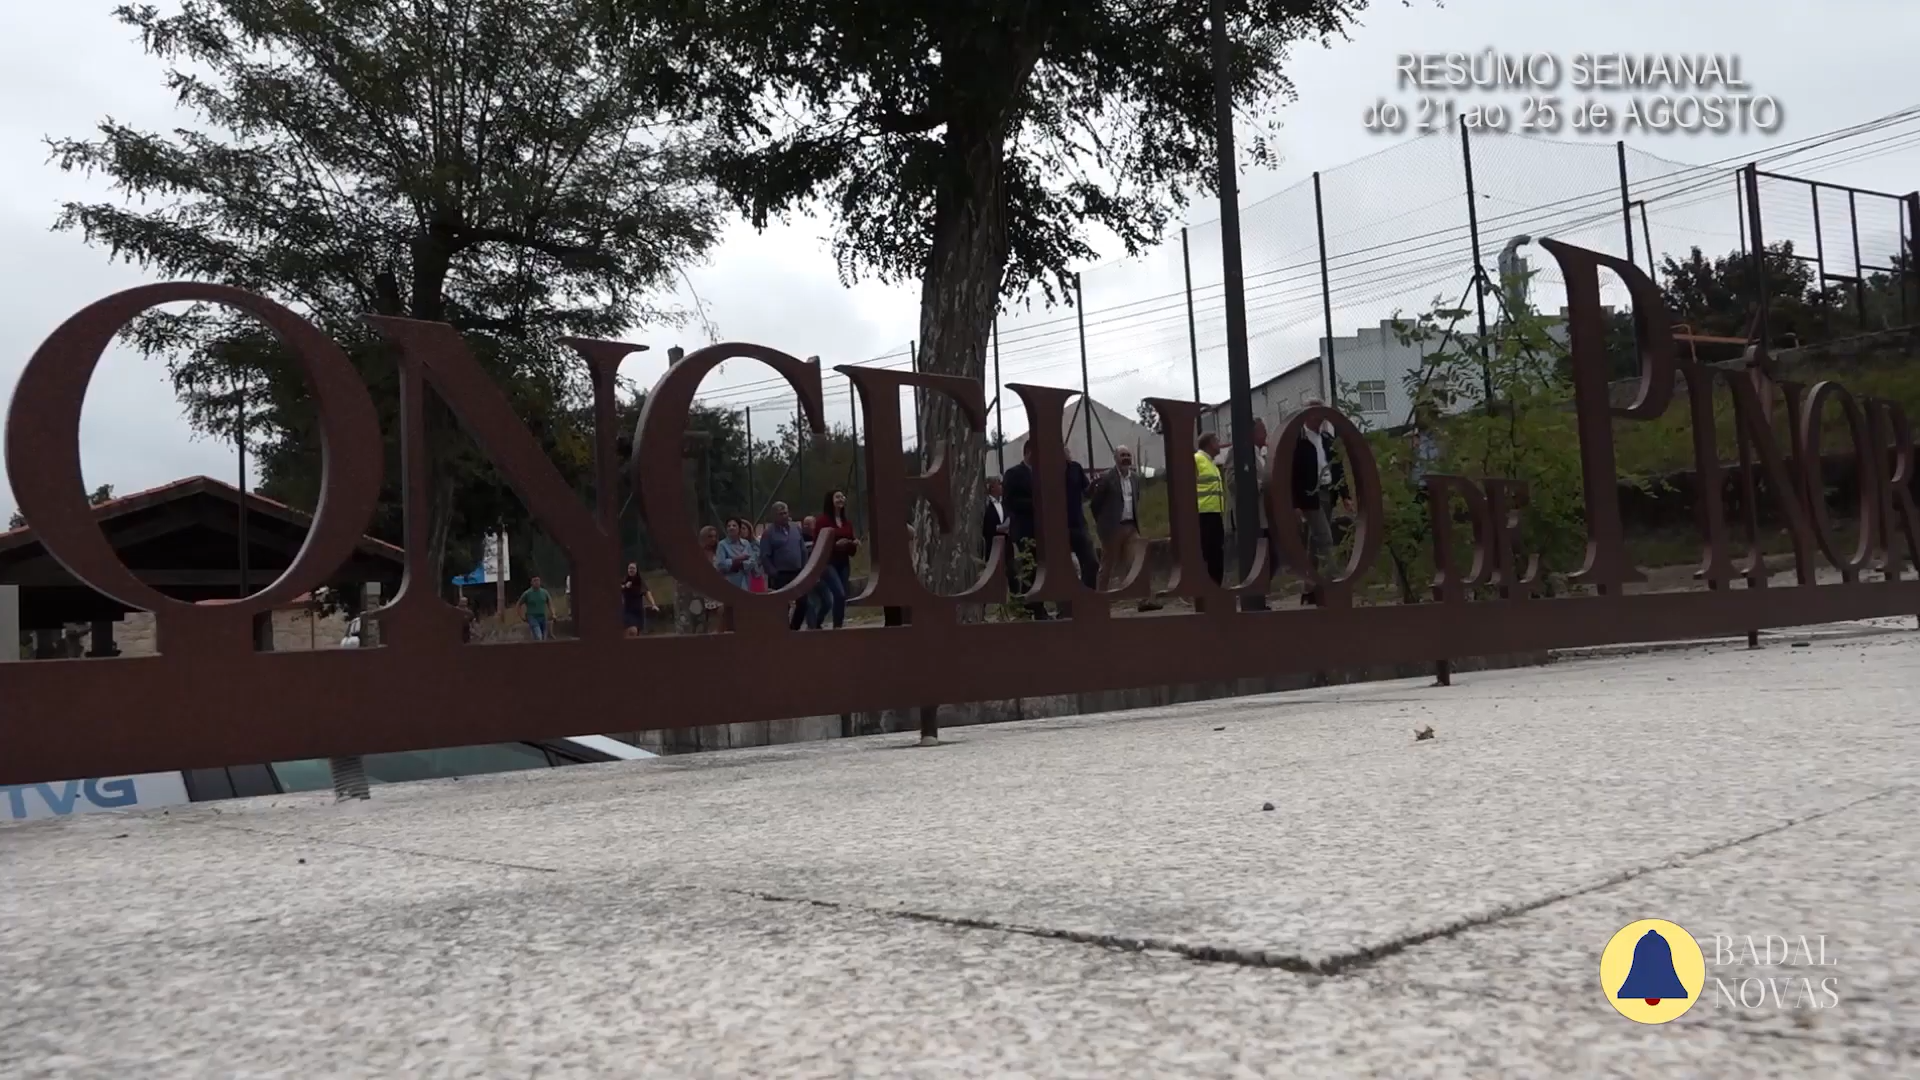 RESÚMO SEMANAL
do 21 ao 25 de AGOSTO
ONCELLO DE PIÑOR
TVG
BADAL
NOVAS